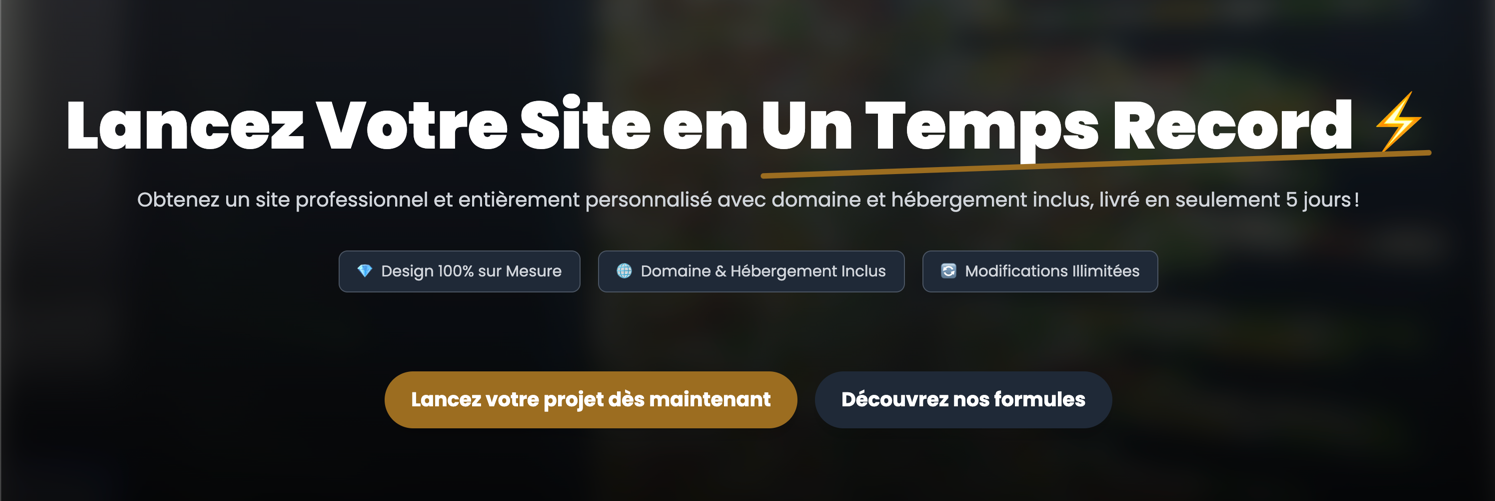 Lancez Votre Site en Un Temps Record ⚡
Obtenez un site professionnel et entièrement personnalisé avec domaine et hébergement inclus, livré en seulement 5 jours !
💎 Design 100% sur Mesure
🌐 Domaine & Hébergement Inclus
🔄 Modifications Illimitées
Lancez votre projet dès maintenant
Découvrez nos formules